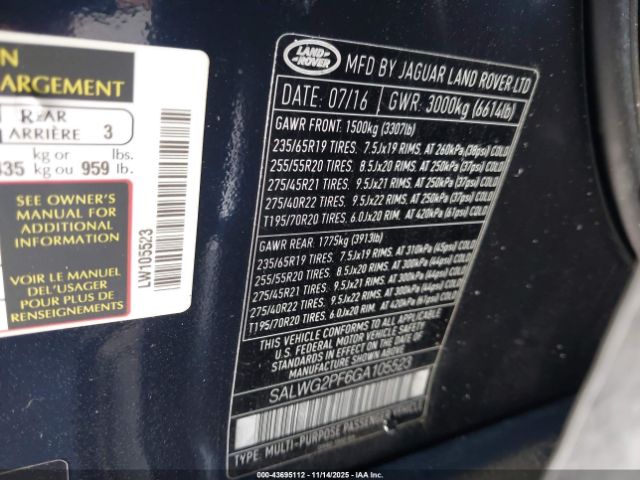 ON
CHARGEMENT
REAR
ARRIÈRE 3
435 kg or kg ou 959 lbs. lb.
SEE OWNER'S
MANUAL FOR
ADDITIONAL
INFORMATION
VOIR LE MANUEL
DEL'USAGER
POUR PLUS DE
RENSEIGNEMENTS
LW105523
LAND ROVER
MFD BY JAGUAR LAND ROVER LTD
DATE: 07/16 GWR: 3000kg (6614lb)
GAWR FRONT: 1500kg (3307lb)
235/65R19 TIRES. 7.5Jx19 RIMS. AT 260kPa (38psi) COLD
255/55R20 TIRES. 8.5Jx20 RIMS. AT 250kPa (37psi) COLD
275/45R21 TIRES. 9.5Jx21 RIMS. AT 250kPa (37psi) COLD
275/40R22 TIRES. 9.5Jx22 RIMS. AT 250kPa (37psi) COLD
T195/70R20 TIRES. 6.0Jx20 RIM. AT 420kPa (61psi) COLD
GAWR REAR. 1775kg (3913lb)
235/65R19 TIRES. 7.5Jx19 RIMS. AT 310kPa (45psi) COLD
255/55R20 TIRES. 8.5Jx20 RIMS. AT 300kPa (44psi) COLD
275/45R21 TIRES. 9.5Jx21 RIMS. AT 300kPa (44psi) COLD
275/40R22 TIRES. 9.5Jx22 RIMS. AT 300kPa (44psi) COLD
T195/70R20 TIRES. 6.0Jx20 RIM. AT 420kPa (61psi) COLD
THIS VEHICLE CONFORMS TO ALL APPLICABLE
U.S. FEDERAL MOTOR VEHICLE SAFETY
STANDARDS IN EFFECT ON THE DATE OF
MANUFACTURE SHOWN ABOVE.
SALWG2PF6GA105523
TYPE: MULTI-PURPOSE PASSENGER VEHICLE
000-43695112 - 11/14/2025 - IAAI.COM